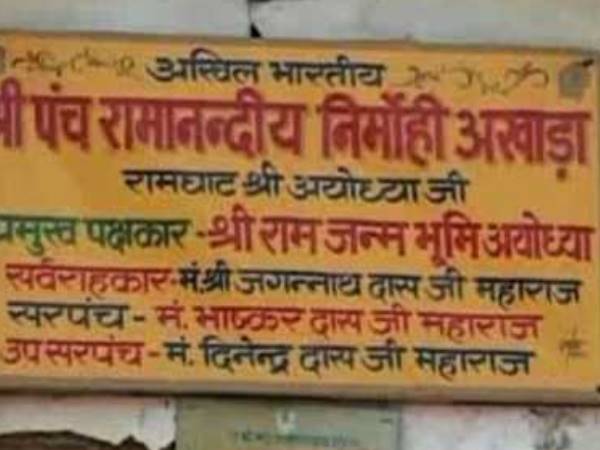 अखिल भारतीय
श्री पंच रामानन्दीय निर्मोही अखाड़ा
रामघाट श्री अयोध्या जी
प्रमुख पक्षकार - श्री राम जन्म भूमि अयोध्या
सर्वराहकार - मं. श्री जगन्नाथ दास जी महाराज
सरपंच - मं. भाष्कर दास जी महाराज
उपसरपंच - मं. दिनेन्द्र दास जी महाराज